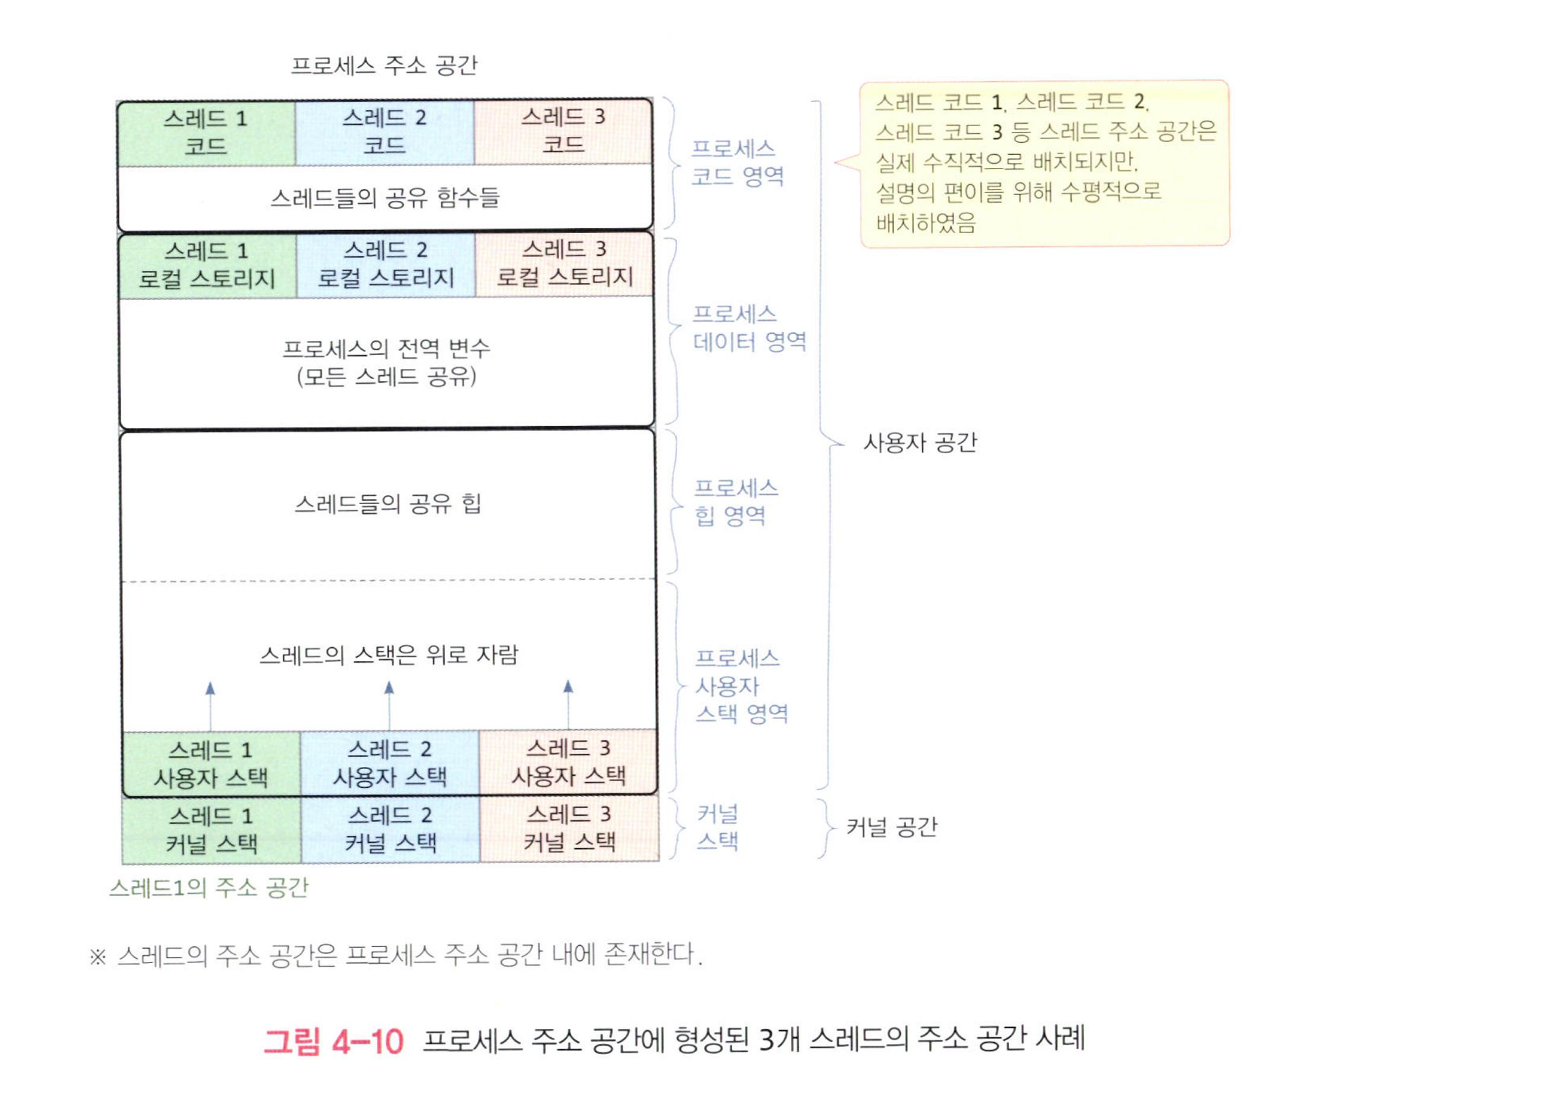 프로세스 주소 공간
스레드 1
코드
스레드 2
코드
스레드 3
코드
스레드들의 공유 함수들
프로세스
코드 영역
스레드 코드 1, 스레드 코드 2,
스레드 코드 3 등 스레드 주소 공간은
실제 수직적으로 배치되지만,
설명의 편이를 위해 수평적으로
배치하였음
스레드 1
로컬 스토리지
스레드 2
로컬 스토리지
스레드 3
로컬 스토리지
프로세스의 전역 변수
(모든 스레드 공유)
프로세스
데이터 영역
사용자 공간
스레드들의 공유 힙
프로세스
힙 영역
스레드의 스택은 위로 자람
프로세스
사용자
스택 영역
스레드 1
사용자 스택
스레드 2
사용자 스택
스레드 3
사용자 스택
스레드 1
커널 스택
스레드 2
커널 스택
스레드 3
커널 스택
커널
스택
커널 공간
스레드1의 주소 공간
※ 스레드의 주소 공간은 프로세스 주소 공간 내에 존재한다.
그림 4-10 프로세스 주소 공간에 형성된 3개 스레드의 주소 공간 사례